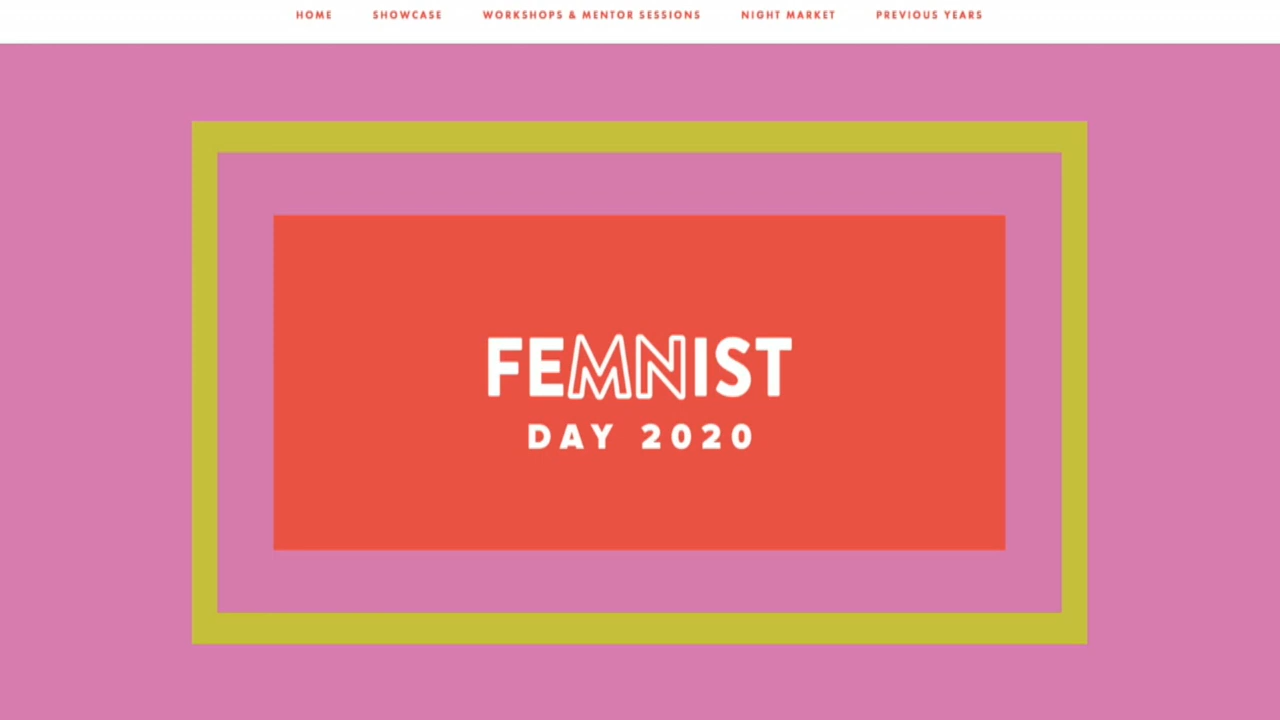 HOME SHOWCASE WORKSHOPS & MENTOR SESSIONS NIGHT MARKET PREVIOUS YEARS
FEMNIST
DAY 2020